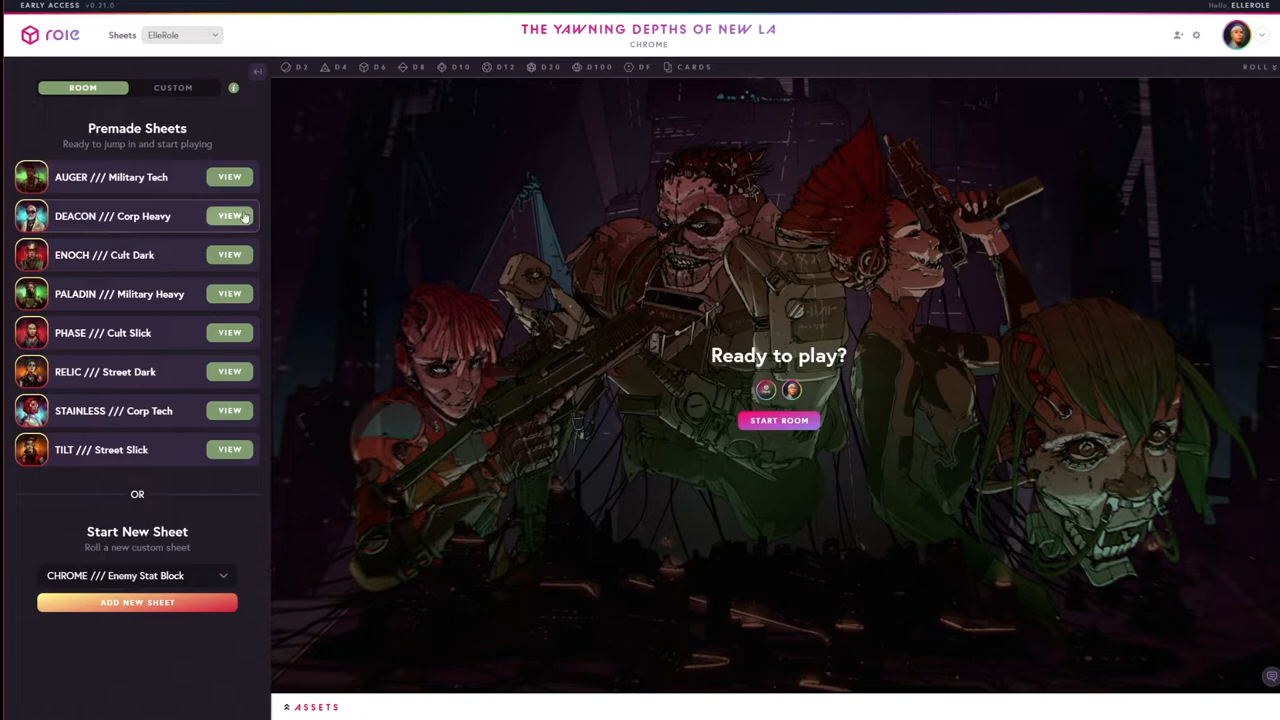 EARLY ACCESS v0.21.0
Hello, ELLEROLE
role Sheets ElleRole
THE YAWNING DEPTHS OF NEW LA
CHROME
D2 D4 D6 D8 D10 D12 D20 D100 DF CARDS
ROLL
ROOM CUSTOM
Premade Sheets
Ready to jump in and start playing
AUGER /// Military Tech VIEW
DEACON /// Corp Heavy VIEW
ENOCH /// Cult Dark VIEW
PALADIN /// Military Heavy VIEW
PHASE /// Cult Slick VIEW
RELIC /// Street Dark VIEW
STAINLESS /// Corp Tech VIEW
TILT /// Street Slick VIEW
OR
Start New Sheet
Roll a new custom sheet
CHROME /// Enemy Stat Block
ADD NEW SHEET
Ready to play?
START ROOM
ASSETS